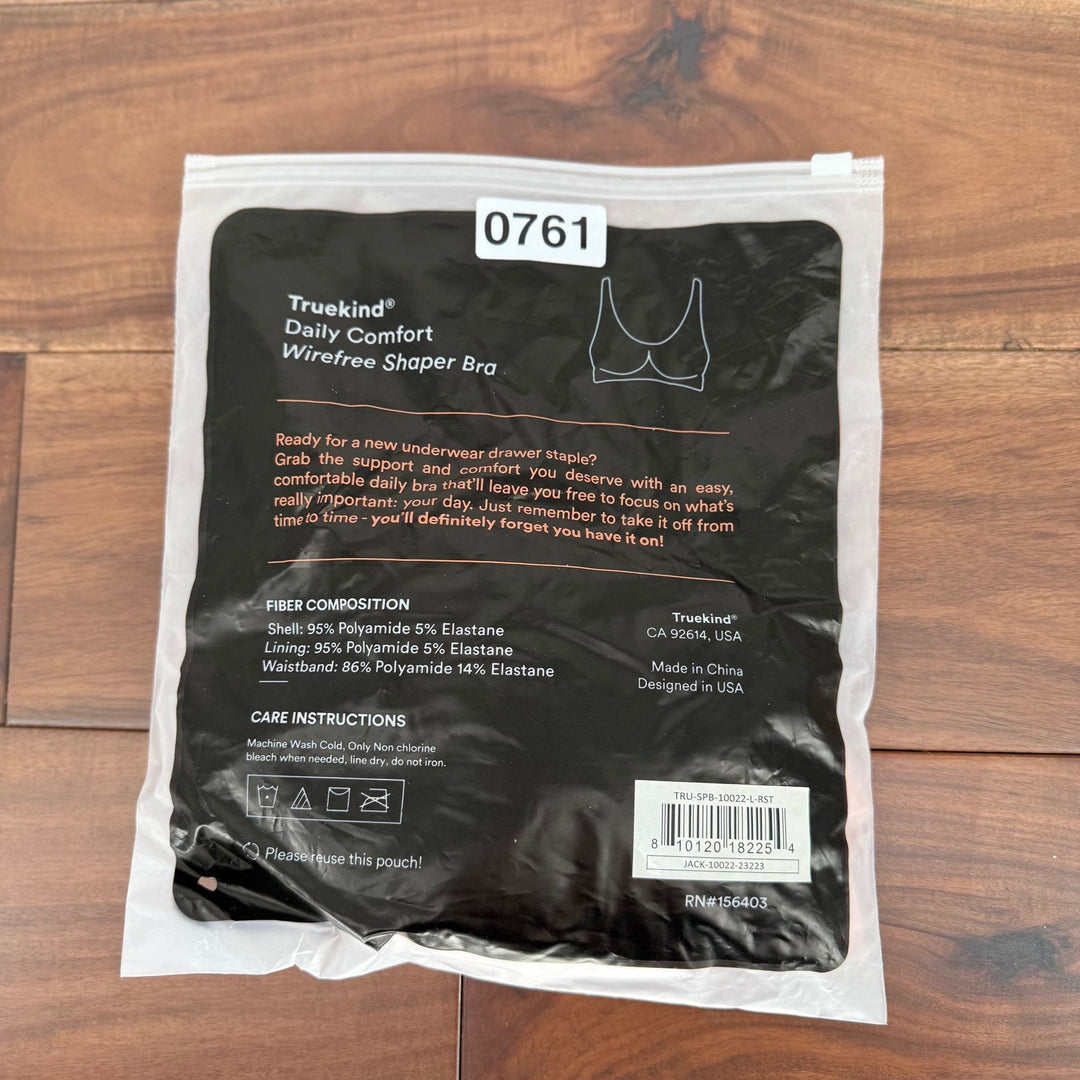 0761
Truekind®
Daily Comfort
Wirefree Shaper Bra
Ready for a new underwear drawer staple?
Grab the support and comfort you deserve with an easy,
comfortable daily bra that'll leave you free to focus on what's
really important: your day. Just remember to take it off from
time to time - you'll definitely forget you have it on!
FIBER COMPOSITION
Shell: 95% Polyamide 5% Elastane
Lining: 95% Polyamide 5% Elastane
Waistband: 86% Polyamide 14% Elastane
Truekind®
CA 92614, USA
Made in China
Designed in USA
CARE INSTRUCTIONS
Machine Wash Cold, Only Non chlorine
bleach when needed, line dry, do not iron.
Please reuse this pouch!
TRU-SPB-10022-L-RST
8 10120 18225 4
JACK-10022-23223
RN#156403